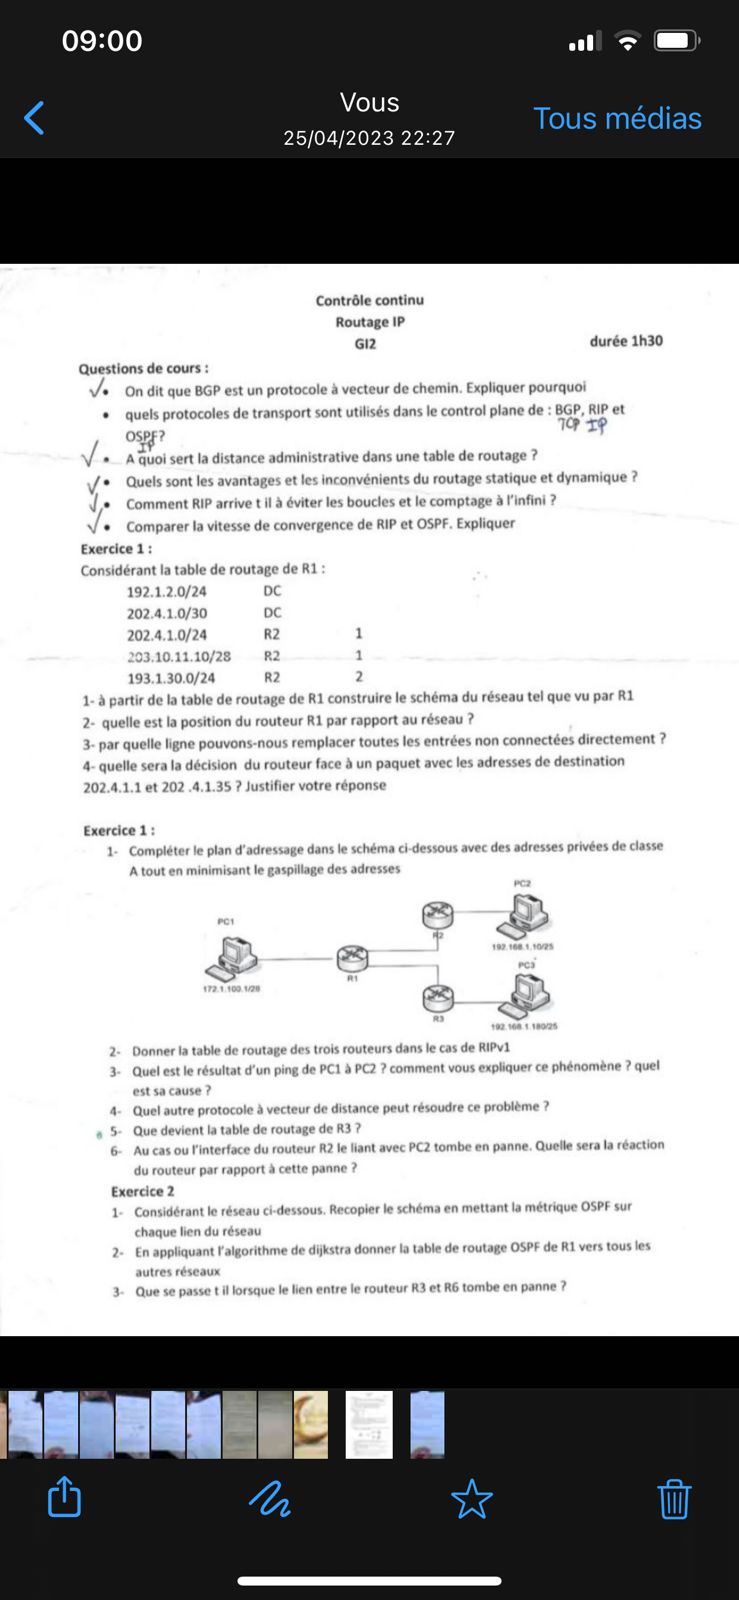 09:00
Vous
25/04/2023 22:27
Tous médias
Contrôle continu
Routage IP
GI2
durée 1h30
Questions de cours :
• On dit que BGP est un protocole à vecteur de chemin. Expliquer pourquoi
• quels protocoles de transport sont utilisés dans le control plane de : BGP, RIP et
TCP IP
OSPF?
IP
• A quoi sert la distance administrative dans une table de routage ?
• Quels sont les avantages et les inconvénients du routage statique et dynamique ?
• Comment RIP arrive t il à éviter les boucles et le comptage à l'infini ?
• Comparer la vitesse de convergence de RIP et OSPF. Expliquer
Exercice 1 :
Considérant la table de routage de R1 :
192.1.2.0/24 DC
202.4.1.0/30 DC
202.4.1.0/24 R2 1
203.10.11.10/28 R2 1
193.1.30.0/24 R2 2
1- à partir de la table de routage de R1 construire le schéma du réseau tel que vu par R1
2- quelle est la position du routeur R1 par rapport au réseau ?
3- par quelle ligne pouvons-nous remplacer toutes les entrées non connectées directement ?
4- quelle sera la décision du routeur face à un paquet avec les adresses de destination
202.4.1.1 et 202 .4.1.35 ? Justifier votre réponse
Exercice 1 :
1- Compléter le plan d'adressage dans le schéma ci-dessous avec des adresses privées de classe
A tout en minimisant le gaspillage des adresses
PC2
PC1
R2
192.168.1.10/25
PC3
R1
172.1.100.1/28
R3
192.168.1.180/25
2- Donner la table de routage des trois routeurs dans le cas de RIPv1
3- Quel est le résultat d'un ping de PC1 à PC2 ? comment vous expliquer ce phénomène ? quel
est sa cause ?
4- Quel autre protocole à vecteur de distance peut résoudre ce problème ?
5- Que devient la table de routage de R3 ?
6- Au cas ou l'interface du routeur R2 le liant avec PC2 tombe en panne. Quelle sera la réaction
du routeur par rapport à cette panne ?
Exercice 2
1- Considérant le réseau ci-dessous. Recopier le schéma en mettant la métrique OSPF sur
chaque lien du réseau
2- En appliquant l'algorithme de dijkstra donner la table de routage OSPF de R1 vers tous les
autres réseaux
3- Que se passe t il lorsque le lien entre le routeur R3 et R6 tombe en panne ?